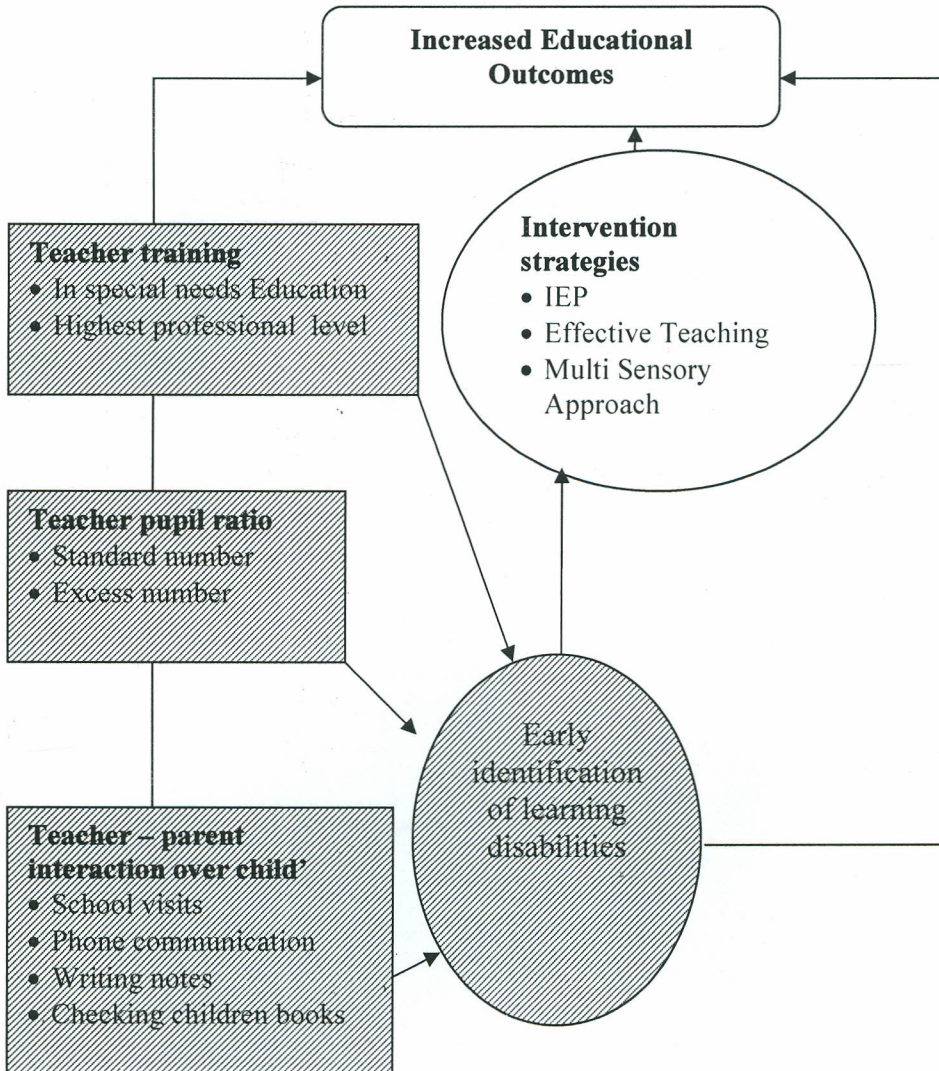 Increased Educational
Outcomes
Intervention
strategies
• IEP
• Effective Teaching
• Multi Sensory
Approach
Teacher training
• In special needs Education
• Highest professional level
Teacher pupil ratio
• Standard number
• Excess number
Early
identification
of learning
disabilities
Teacher – parent
interaction over child’
• School visits
• Phone communication
• Writing notes
• Checking children books